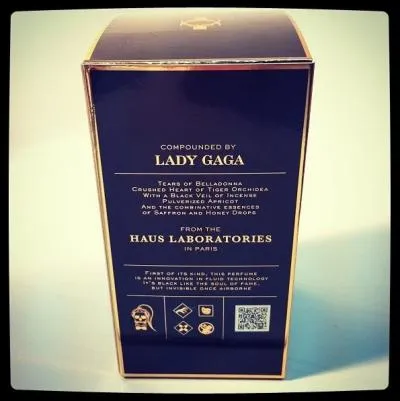 COMPOUNDED BY
LADY GAGA
TEARS OF BELLADONNA
CRUSHED HEART OF TIGER ORCHIDEA
WITH A BLACK VEIL OF INCENSE
PULVERIZED APRICOT
AND THE COMBINATIVE ESSENCES
OF SAFFRON AND HONEY DROPS
FROM THE
HAUS LABORATORIES
IN PARIS
FIRST OF ITS KIND, THIS PERFUME
IS AN INNOVATION IN FLUID TECHNOLOGY
IT'S BLACK LIKE THE SOUL OF FAME,
BUT INVISIBLE ONCE AIRBORNE